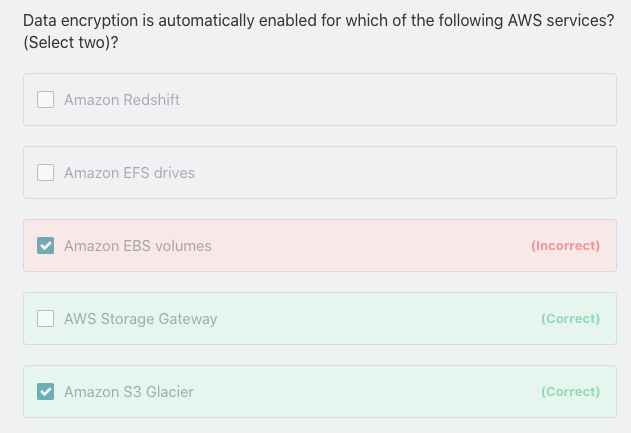 Data encryption is automatically enabled for which of the following AWS services?
(Select two)?
Amazon Redshift
Amazon EFS drives
Amazon EBS volumes (Incorrect)
AWS Storage Gateway (Correct)
Amazon S3 Glacier (Correct)